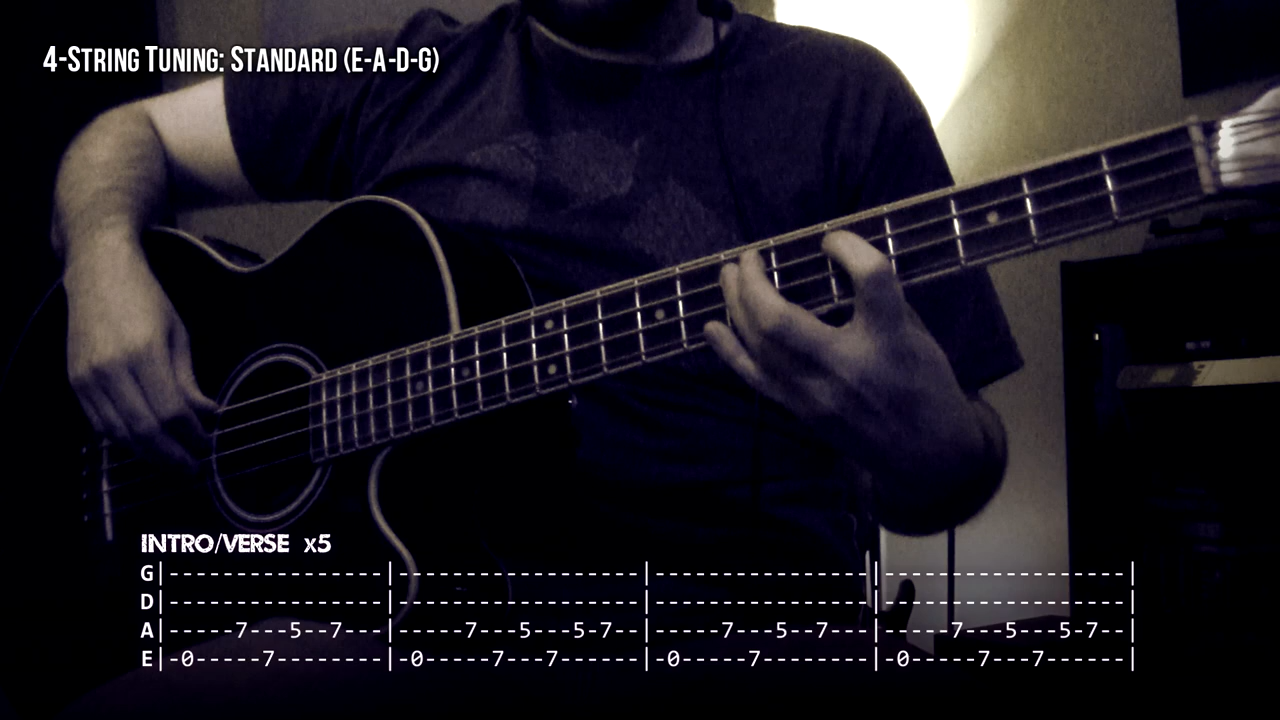 4-String Tuning: Standard (E-A-D-G)
INTRO/VERSE x5
G|----------------|------------------|----------------|------------------|
D|----------------|------------------|----------------|------------------|
A|-----7---5--7---|-----7---5---5-7--|-----7---5--7---|-----7---5---5-7--|
E|-0-----7--------|-0-----7---7------|-0-----7--------|-0-----7---7------|